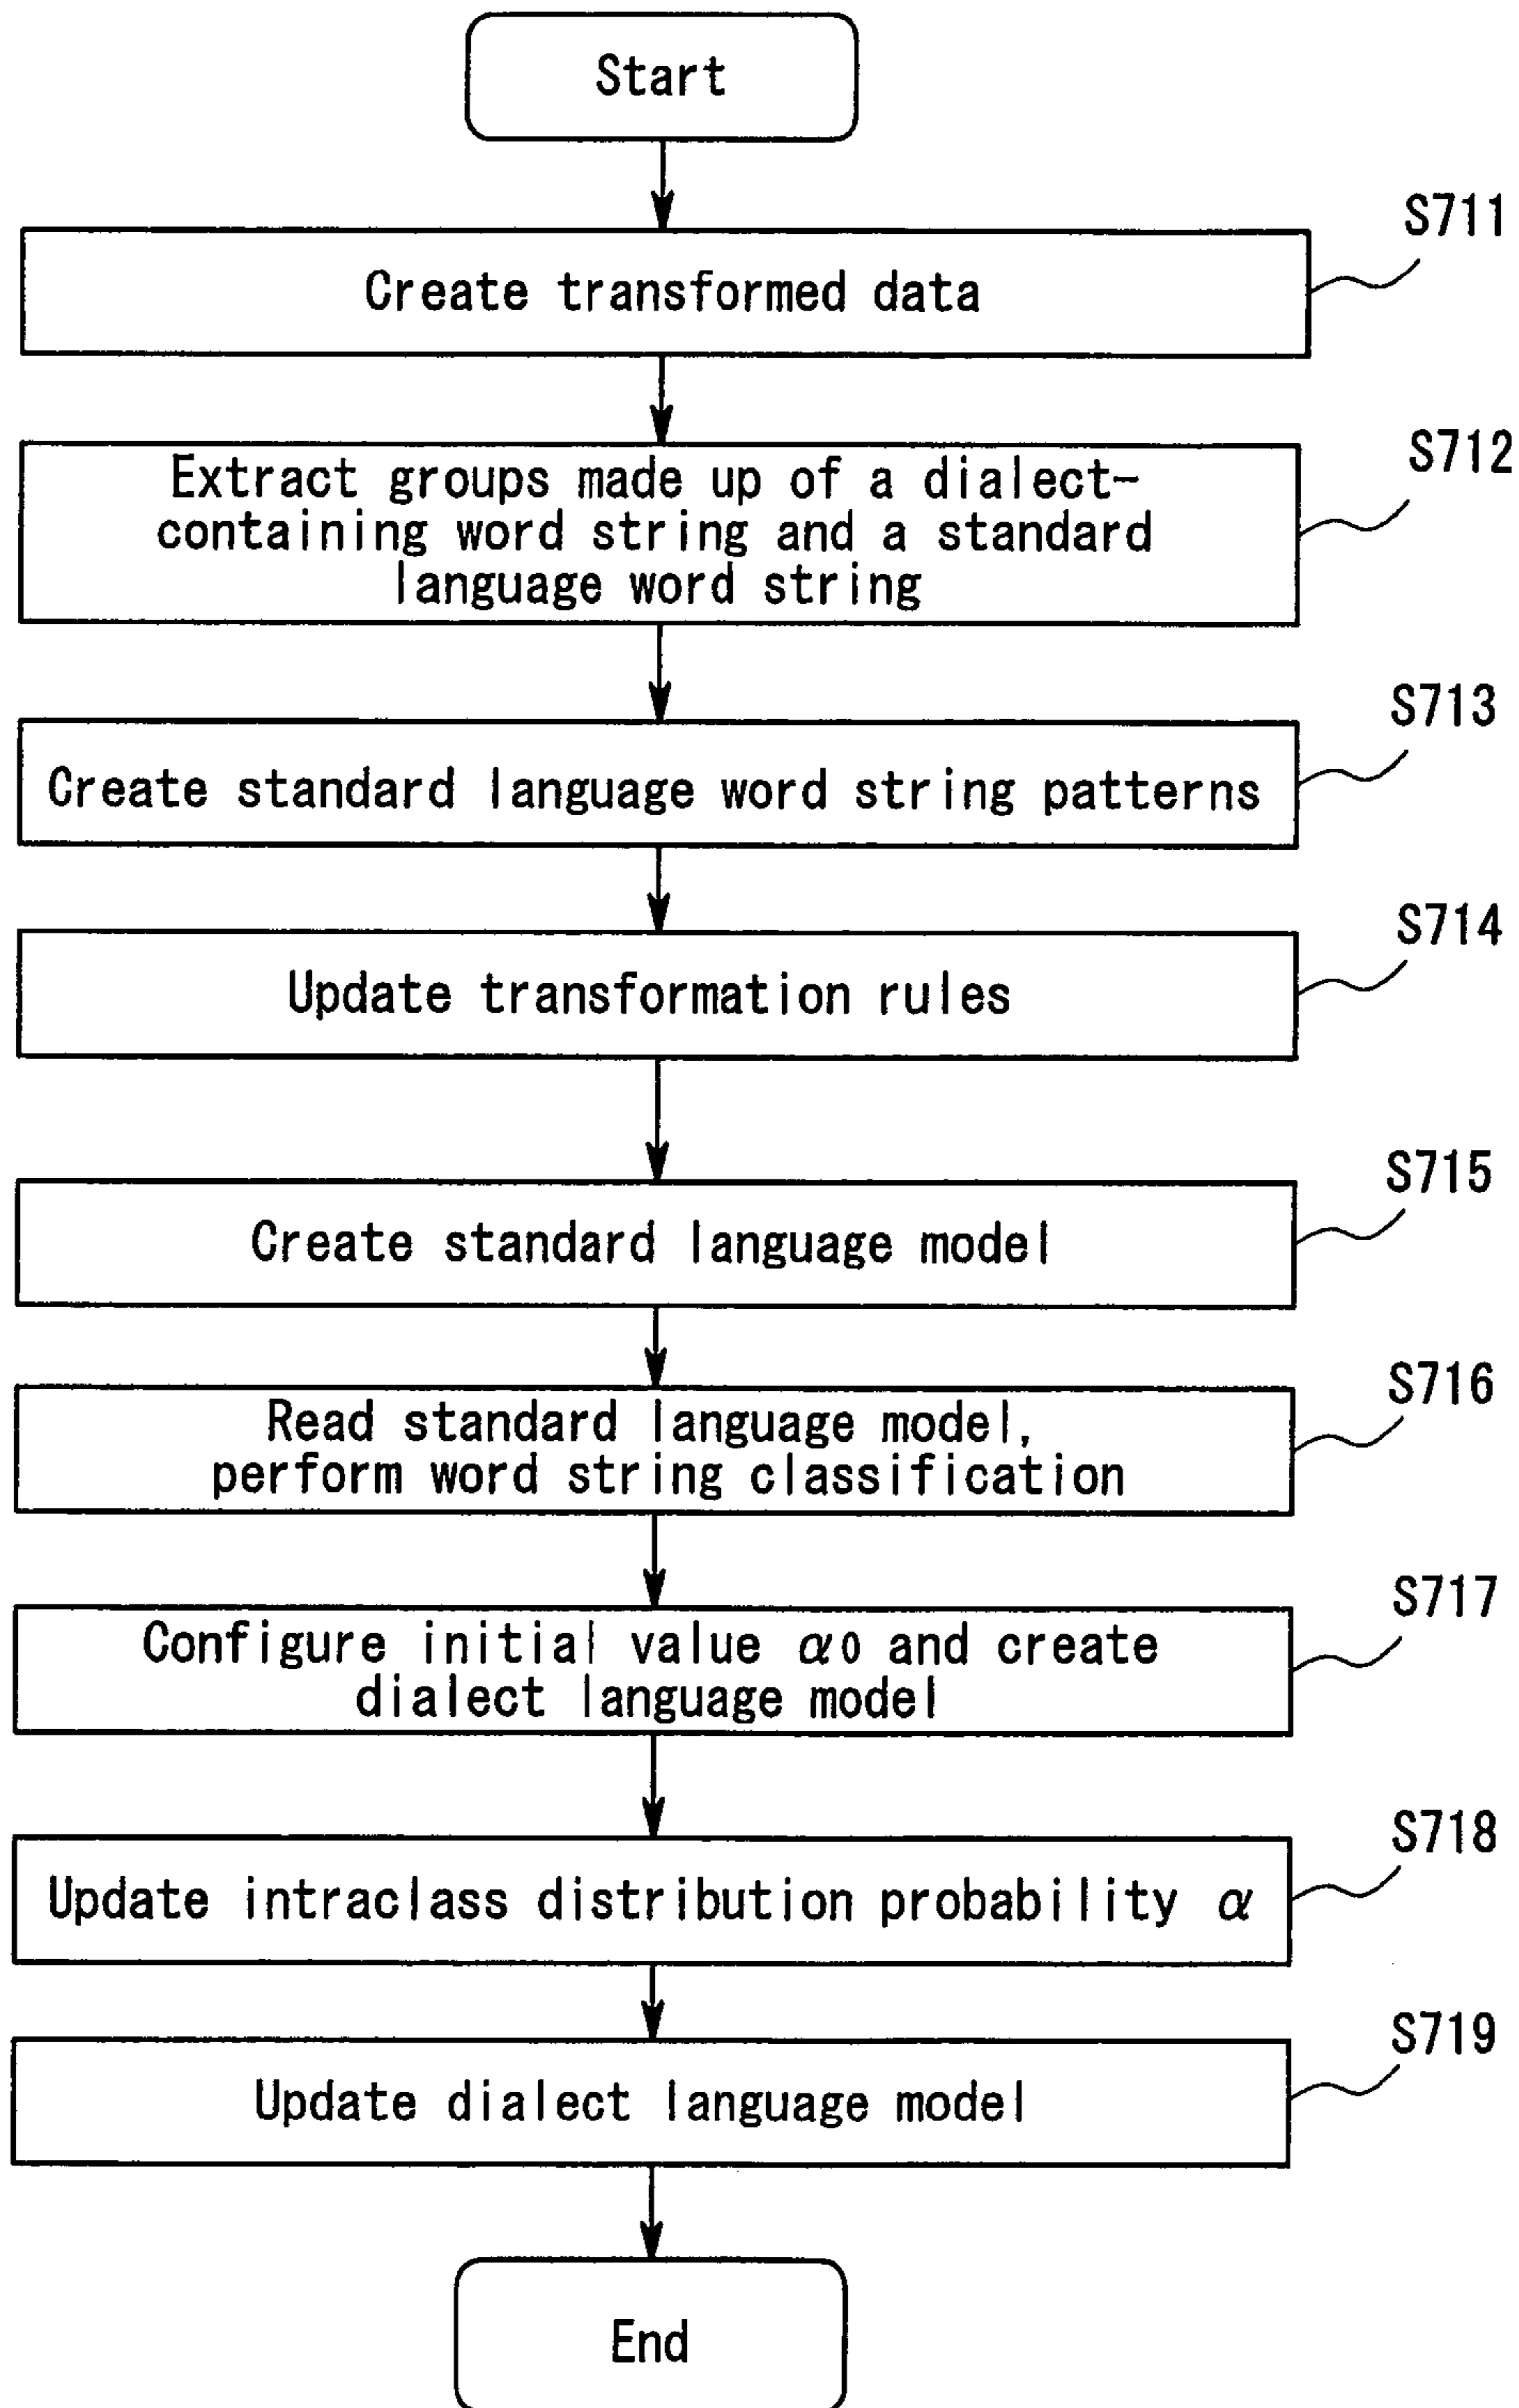 Start
S711
Create transformed data
S712
Extract groups made up of a dialect-
containing word string and a standard
language word string
S713
Create standard language word string patterns
S714
Update transformation rules
S715
Create standard language model
S716
Read standard language model,
perform word string classification
S717
Configure initial value α0 and create
dialect language model
S718
Update intraclass distribution probability α
S719
Update dialect language model
End